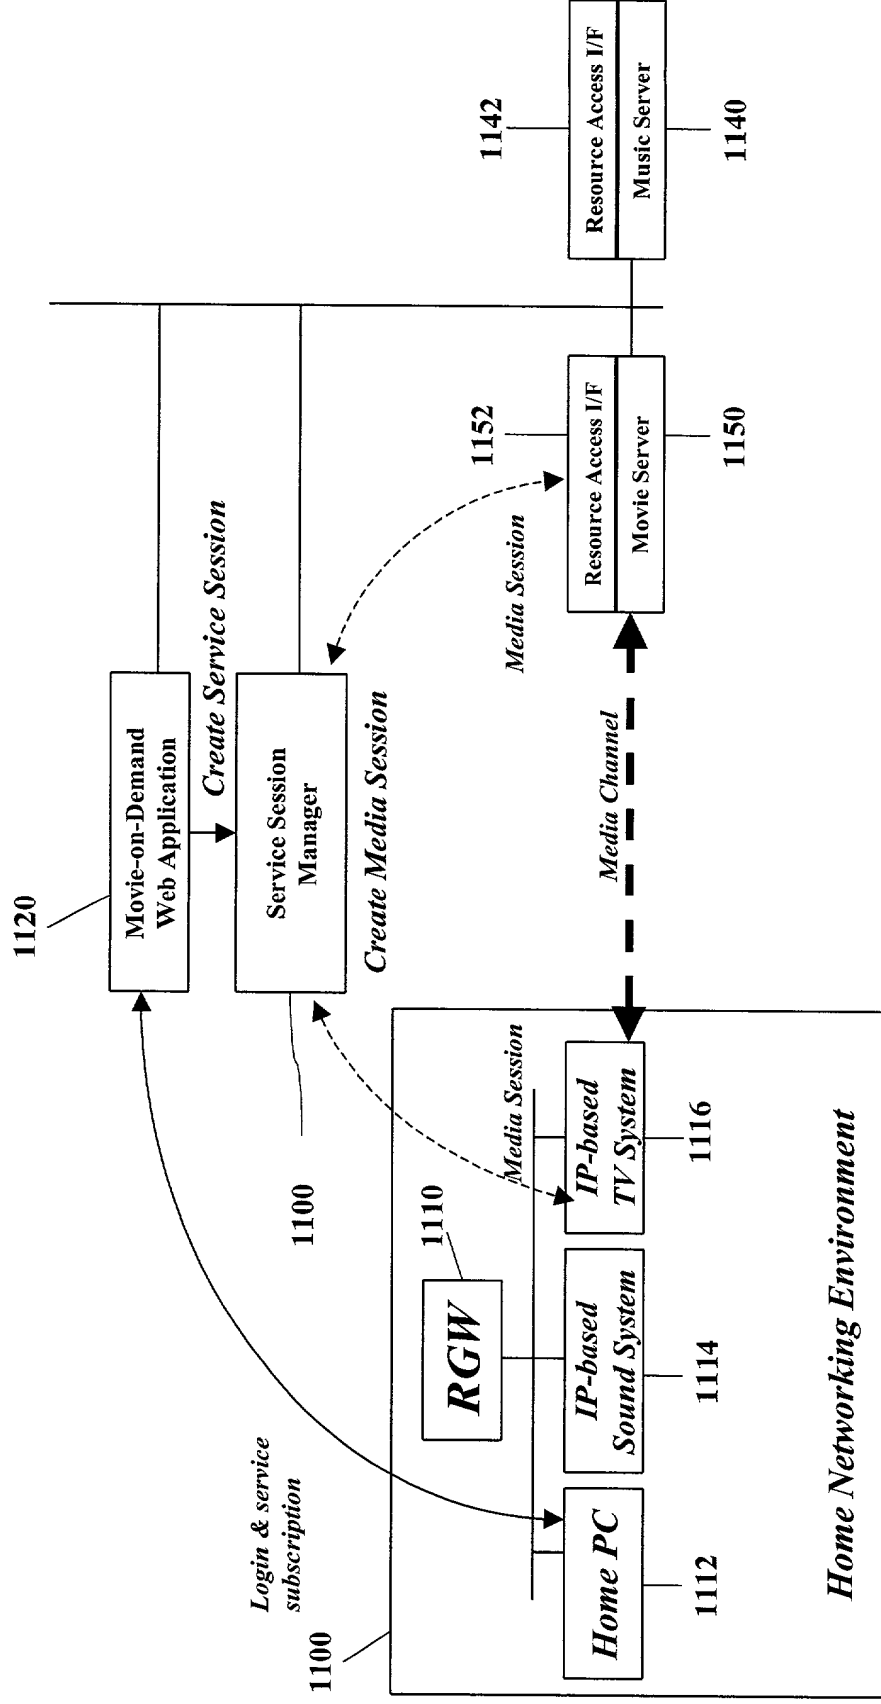 1120
Movie-on-Demand
Web Application
Create Service Session
Service Session
Manager
1100
Create Media Session
Login & service
subscription
Media Session
Media Session
Media Channel
1152
Resource Access I/F
Movie Server
1150
1142
Resource Access I/F
Music Server
1140
1100
RGW
1110
Home PC
1112
IP-based
Sound System
1114
IP-based
TV System
1116
Home Networking Environment